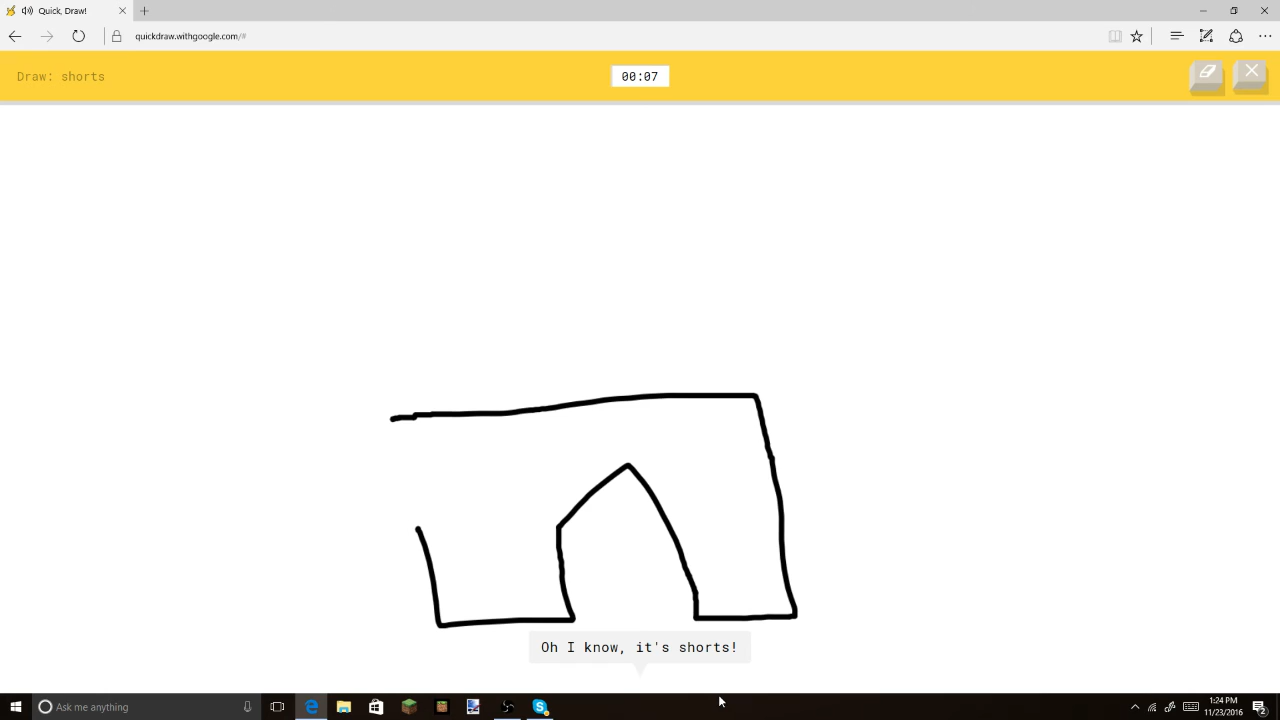 Quick, Draw!
quickdraw.withgoogle.com/#
Draw: shorts
00:07
Oh I know, it's shorts!
Ask me anything
1:24 PM
11/23/2016
2